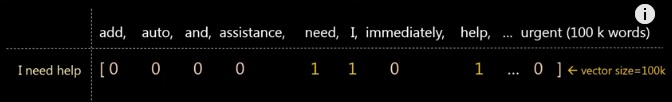 add, auto, and, assistance, need, I, immediately, help, ... urgent (100 k words)
I need help [ 0 0 0 0 1 1 0 1 ... 0 ] ← vector size=100k